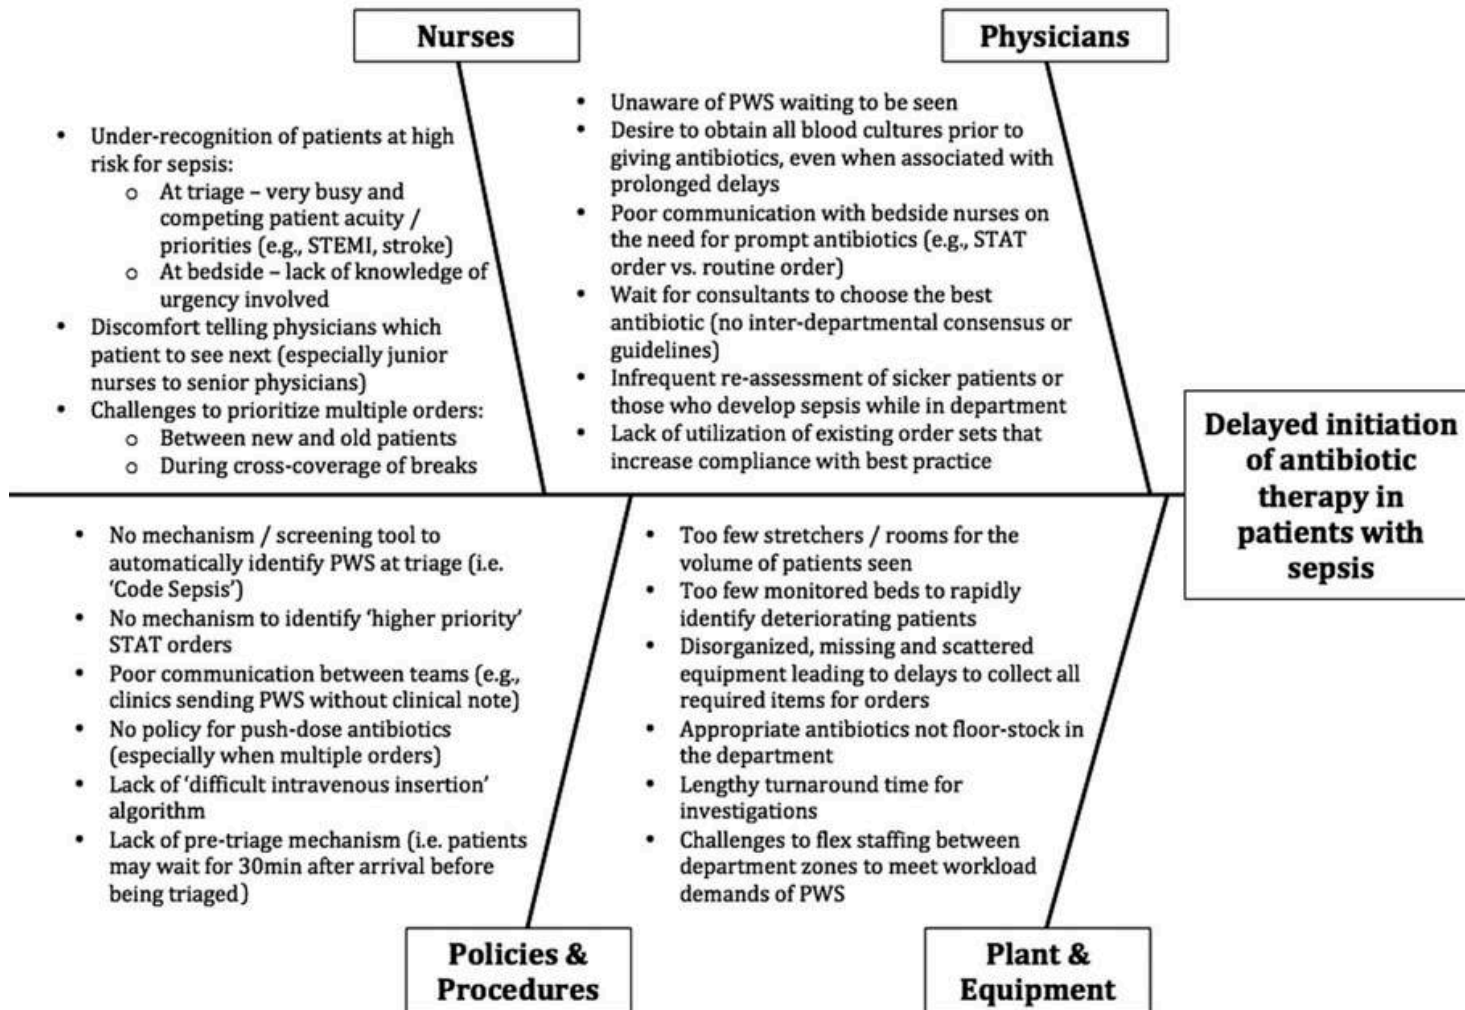 Nurses
• Under-recognition of patients at high
risk for sepsis:
o At triage – very busy and
competing patient acuity /
priorities (e.g., STEMI, stroke)
o At bedside – lack of knowledge of
urgency involved
• Discomfort telling physicians which
patient to see next (especially junior
nurses to senior physicians)
• Challenges to prioritize multiple orders:
o Between new and old patients
o During cross-coverage of breaks
Physicians
• Unaware of PWS waiting to be seen
• Desire to obtain all blood cultures prior to
giving antibiotics, even when associated with
prolonged delays
• Poor communication with bedside nurses on
the need for prompt antibiotics (e.g., STAT
order vs. routine order)
• Wait for consultants to choose the best
antibiotic (no inter-departmental consensus or
guidelines)
• Infrequent re-assessment of sicker patients or
those who develop sepsis while in department
• Lack of utilization of existing order sets that
increase compliance with best practice
Delayed initiation
of antibiotic
therapy in
patients with
sepsis
• No mechanism / screening tool to
automatically identify PWS at triage (i.e.
‘Code Sepsis’)
• No mechanism to identify ‘higher priority’
STAT orders
• Poor communication between teams (e.g.,
clinics sending PWS without clinical note)
• No policy for push-dose antibiotics
(especially when multiple orders)
• Lack of ‘difficult intravenous insertion’
algorithm
• Lack of pre-triage mechanism (i.e. patients
may wait for 30min after arrival before
being triaged)
Policies &
Procedures
• Too few stretchers / rooms for the
volume of patients seen
• Too few monitored beds to rapidly
identify deteriorating patients
• Disorganized, missing and scattered
equipment leading to delays to collect all
required items for orders
• Appropriate antibiotics not floor-stock in
the department
• Lengthy turnaround time for
investigations
• Challenges to flex staffing between
department zones to meet workload
demands of PWS
Plant &
Equipment